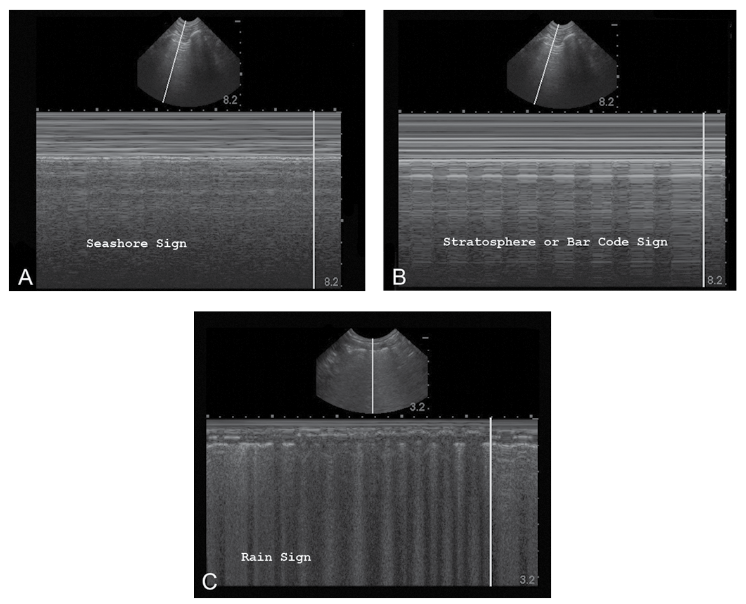 8.2
Seashore Sign
8.2
A
8.2
Stratosphere or Bar Code Sign
8.2
B
3.2
Rain Sign
3.2
C